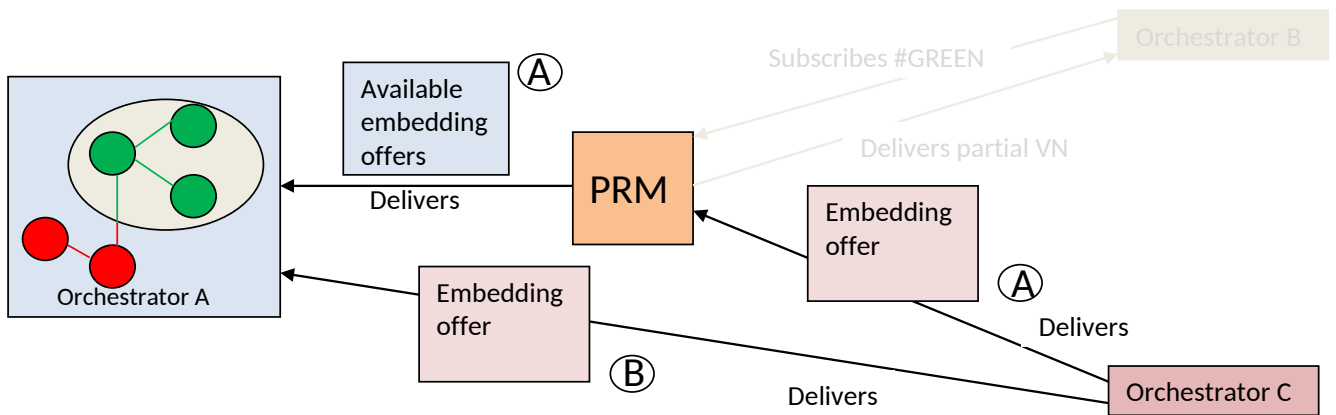 Orchestrator B
Subscribes #GREEN
A
Available
embedding
offers
Delivers partial VN
PRM
Delivers
Embedding
offer
A
Orchestrator A
Embedding
offer
B
Delivers
Delivers
Orchestrator C